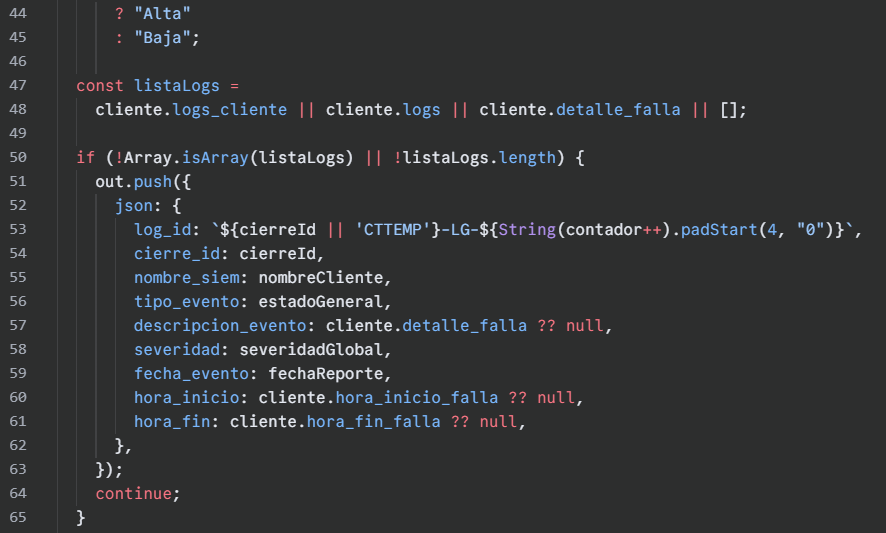 44 ? "Alta"
45 : "Baja";
46
47 const listaLogs =
48 cliente.logs_cliente || cliente.logs || cliente.detalle_falla || [];
49
50 if (!Array.isArray(listaLogs) || !listaLogs.length) {
51 out.push({
52 json: {
53 log_id: `${cierreId || 'CTTEMP'}-LG-${String(contador++).padStart(4, "0")}`,
54 cierre_id: cierreId,
55 nombre_siem: nombreCliente,
56 tipo_evento: estadoGeneral,
57 descripcion_evento: cliente.detalle_falla ?? null,
58 severidad: severidadGlobal,
59 fecha_evento: fechaReporte,
60 hora_inicio: cliente.hora_inicio_falla ?? null,
61 hora_fin: cliente.hora_fin_falla ?? null,
62 },
63 });
64 continue;
65 }